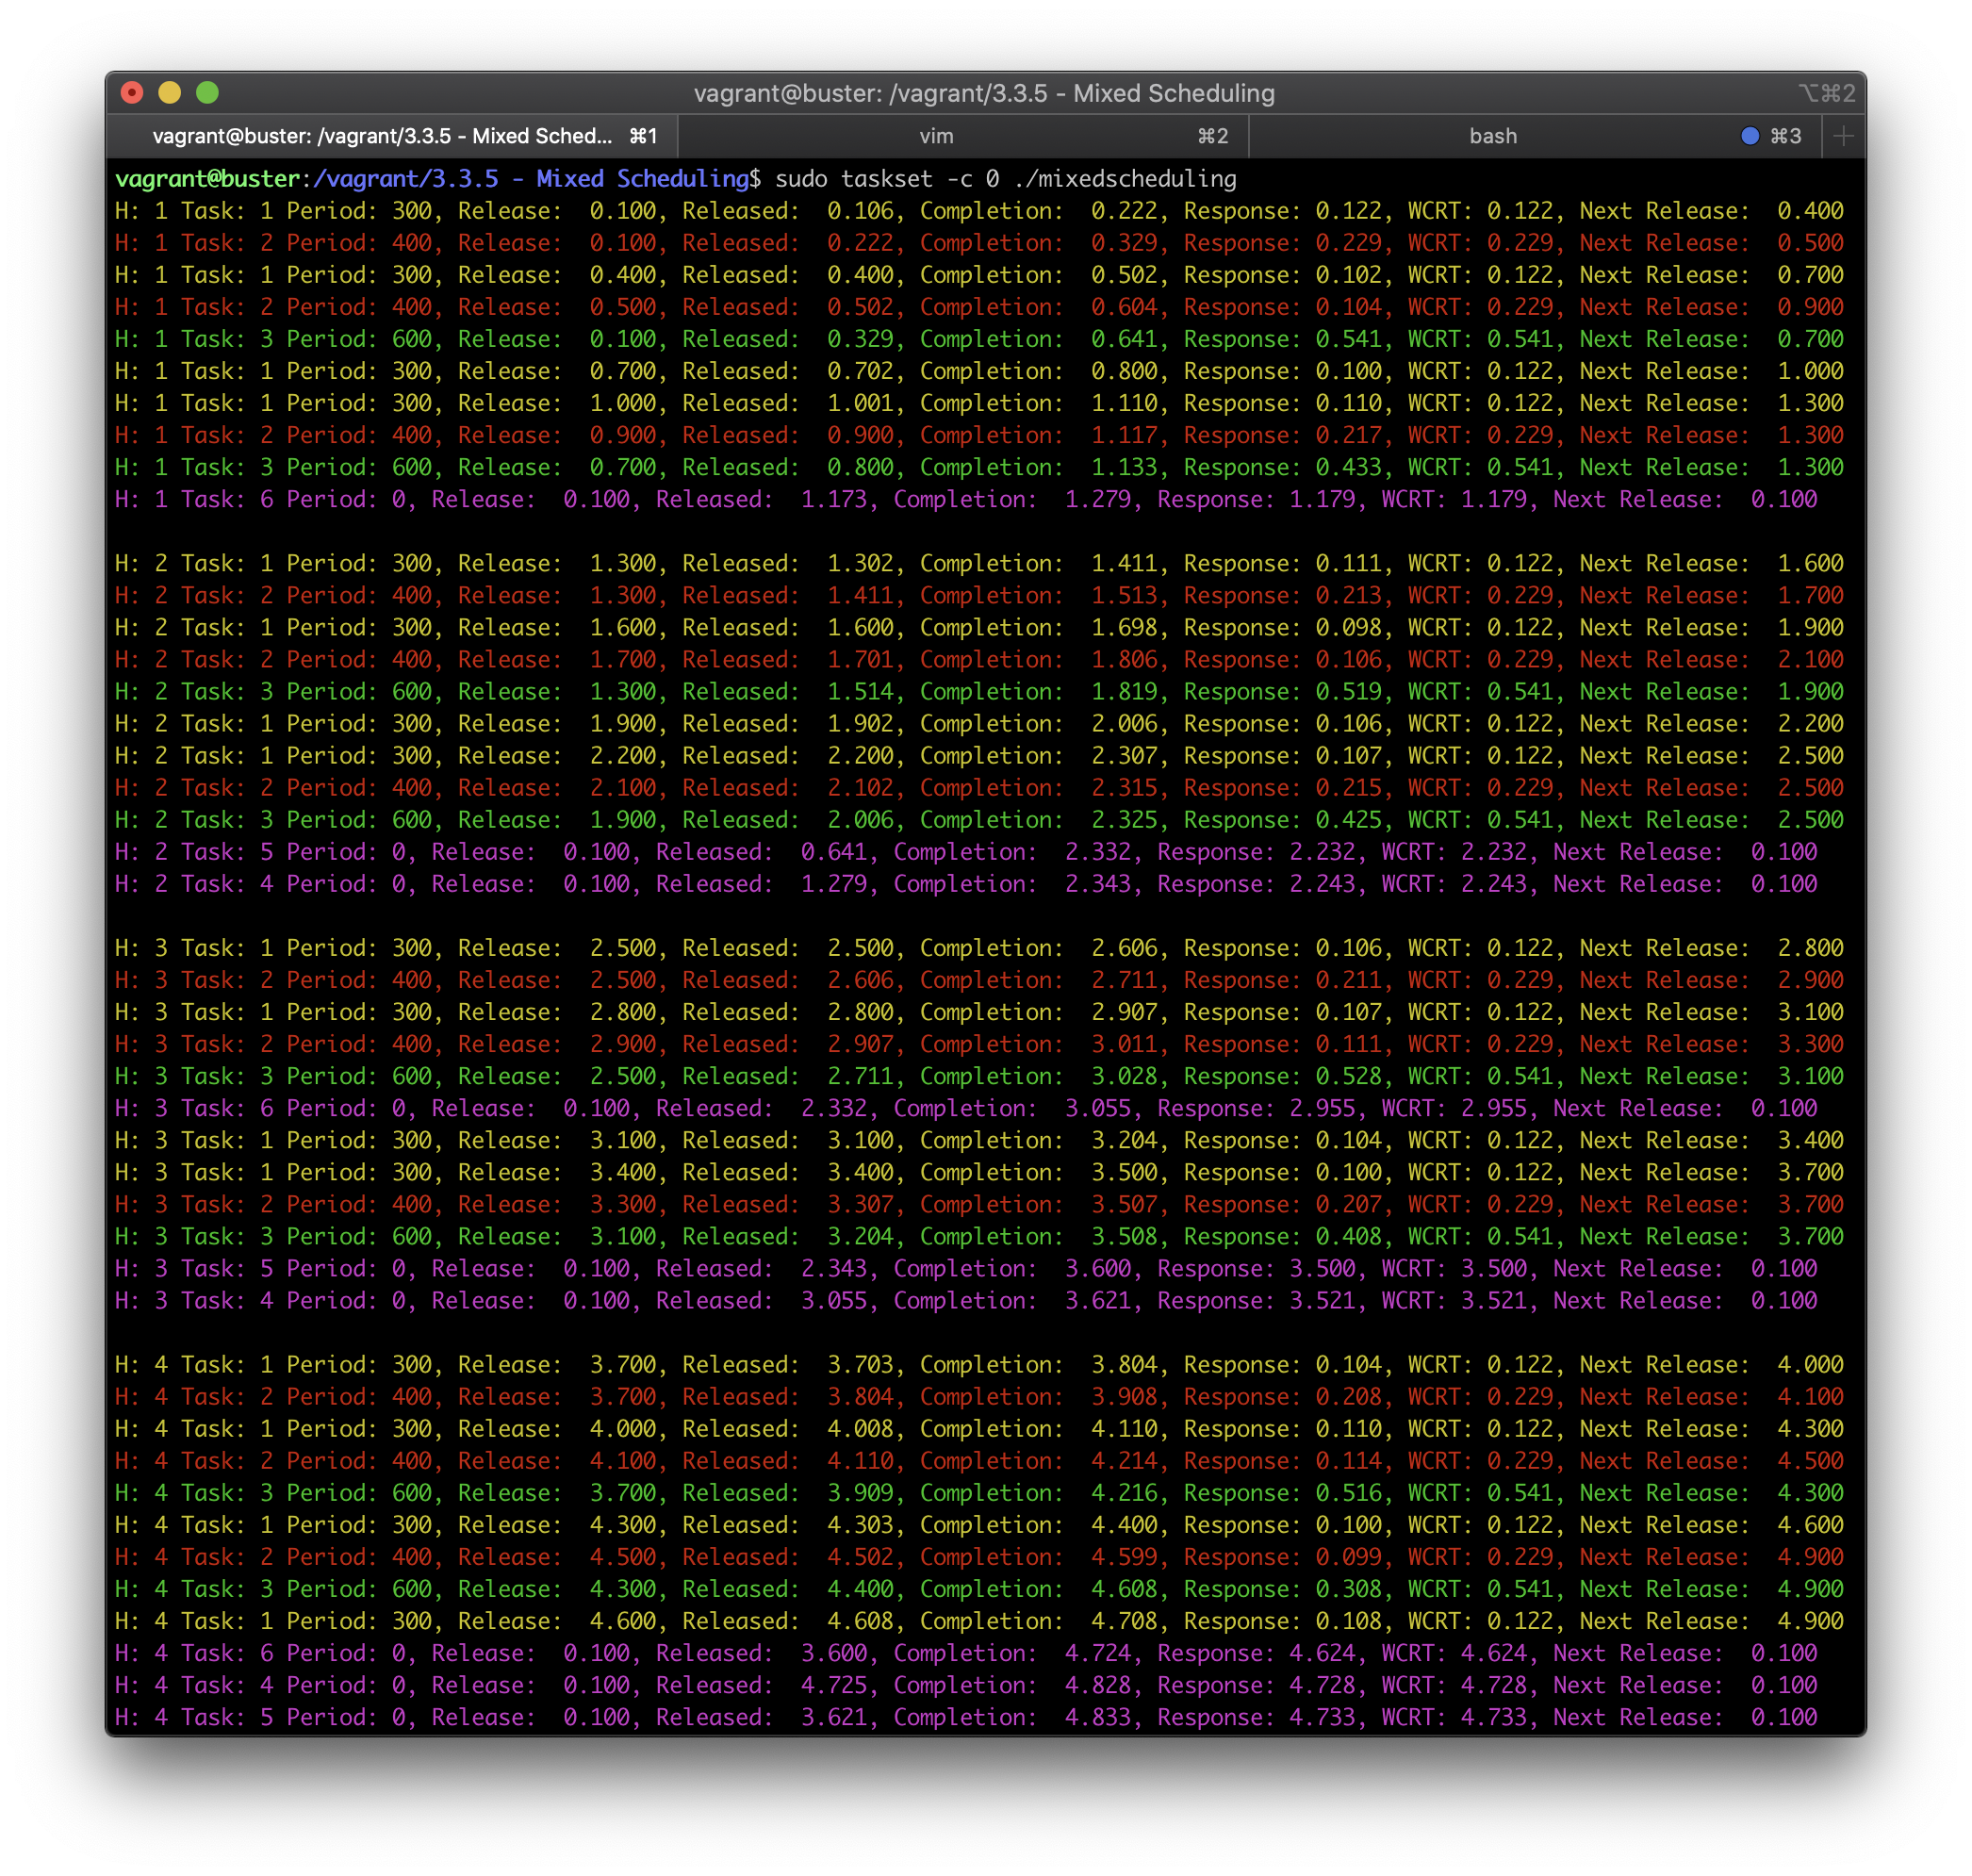 vagrant@buster: /vagrant/3.3.5 - Mixed Scheduling ⌥⌘2
vagrant@buster: /vagrant/3.3.5 - Mixed Sched... ⌘1 vim ⌘2 bash ⌘3
vagrant@buster:/vagrant/3.3.5 - Mixed Scheduling$ sudo taskset -c 0 ./mixedscheduling
H: 1 Task: 1 Period: 300, Release:  0.100, Released:  0.106, Completion:  0.222, Response: 0.122, WCRT: 0.122, Next Release:  0.400
H: 1 Task: 2 Period: 400, Release:  0.100, Released:  0.222, Completion:  0.329, Response: 0.229, WCRT: 0.229, Next Release:  0.500
H: 1 Task: 1 Period: 300, Release:  0.400, Released:  0.400, Completion:  0.502, Response: 0.102, WCRT: 0.122, Next Release:  0.700
H: 1 Task: 2 Period: 400, Release:  0.500, Released:  0.502, Completion:  0.604, Response: 0.104, WCRT: 0.229, Next Release:  0.900
H: 1 Task: 3 Period: 600, Release:  0.100, Released:  0.329, Completion:  0.641, Response: 0.541, WCRT: 0.541, Next Release:  0.700
H: 1 Task: 1 Period: 300, Release:  0.700, Released:  0.702, Completion:  0.800, Response: 0.100, WCRT: 0.122, Next Release:  1.000
H: 1 Task: 1 Period: 300, Release:  1.000, Released:  1.001, Completion:  1.110, Response: 0.110, WCRT: 0.122, Next Release:  1.300
H: 1 Task: 2 Period: 400, Release:  0.900, Released:  0.900, Completion:  1.117, Response: 0.217, WCRT: 0.229, Next Release:  1.300
H: 1 Task: 3 Period: 600, Release:  0.700, Released:  0.800, Completion:  1.133, Response: 0.433, WCRT: 0.541, Next Release:  1.300
H: 1 Task: 6 Period: 0, Release:  0.100, Released:  1.173, Completion:  1.279, Response: 1.179, WCRT: 1.179, Next Release:  0.100
H: 2 Task: 1 Period: 300, Release:  1.300, Released:  1.302, Completion:  1.411, Response: 0.111, WCRT: 0.122, Next Release:  1.600
H: 2 Task: 2 Period: 400, Release:  1.300, Released:  1.411, Completion:  1.513, Response: 0.213, WCRT: 0.229, Next Release:  1.700
H: 2 Task: 1 Period: 300, Release:  1.600, Released:  1.600, Completion:  1.698, Response: 0.098, WCRT: 0.122, Next Release:  1.900
H: 2 Task: 2 Period: 400, Release:  1.700, Released:  1.701, Completion:  1.806, Response: 0.106, WCRT: 0.229, Next Release:  2.100
H: 2 Task: 3 Period: 600, Release:  1.300, Released:  1.514, Completion:  1.819, Response: 0.519, WCRT: 0.541, Next Release:  1.900
H: 2 Task: 1 Period: 300, Release:  1.900, Released:  1.902, Completion:  2.006, Response: 0.106, WCRT: 0.122, Next Release:  2.200
H: 2 Task: 1 Period: 300, Release:  2.200, Released:  2.200, Completion:  2.307, Response: 0.107, WCRT: 0.122, Next Release:  2.500
H: 2 Task: 2 Period: 400, Release:  2.100, Released:  2.102, Completion:  2.315, Response: 0.215, WCRT: 0.229, Next Release:  2.500
H: 2 Task: 3 Period: 600, Release:  1.900, Released:  2.006, Completion:  2.325, Response: 0.425, WCRT: 0.541, Next Release:  2.500
H: 2 Task: 5 Period: 0, Release:  0.100, Released:  0.641, Completion:  2.332, Response: 2.232, WCRT: 2.232, Next Release:  0.100
H: 2 Task: 4 Period: 0, Release:  0.100, Released:  1.279, Completion:  2.343, Response: 2.243, WCRT: 2.243, Next Release:  0.100
H: 3 Task: 1 Period: 300, Release:  2.500, Released:  2.500, Completion:  2.606, Response: 0.106, WCRT: 0.122, Next Release:  2.800
H: 3 Task: 2 Period: 400, Release:  2.500, Released:  2.606, Completion:  2.711, Response: 0.211, WCRT: 0.229, Next Release:  2.900
H: 3 Task: 1 Period: 300, Release:  2.800, Released:  2.800, Completion:  2.907, Response: 0.107, WCRT: 0.122, Next Release:  3.100
H: 3 Task: 2 Period: 400, Release:  2.900, Released:  2.907, Completion:  3.011, Response: 0.111, WCRT: 0.229, Next Release:  3.300
H: 3 Task: 3 Period: 600, Release:  2.500, Released:  2.711, Completion:  3.028, Response: 0.528, WCRT: 0.541, Next Release:  3.100
H: 3 Task: 6 Period: 0, Release:  0.100, Released:  2.332, Completion:  3.055, Response: 2.955, WCRT: 2.955, Next Release:  0.100
H: 3 Task: 1 Period: 300, Release:  3.100, Released:  3.100, Completion:  3.204, Response: 0.104, WCRT: 0.122, Next Release:  3.400
H: 3 Task: 1 Period: 300, Release:  3.400, Released:  3.400, Completion:  3.500, Response: 0.100, WCRT: 0.122, Next Release:  3.700
H: 3 Task: 2 Period: 400, Release:  3.300, Released:  3.307, Completion:  3.507, Response: 0.207, WCRT: 0.229, Next Release:  3.700
H: 3 Task: 3 Period: 600, Release:  3.100, Released:  3.204, Completion:  3.508, Response: 0.408, WCRT: 0.541, Next Release:  3.700
H: 3 Task: 5 Period: 0, Release:  0.100, Released:  2.343, Completion:  3.600, Response: 3.500, WCRT: 3.500, Next Release:  0.100
H: 3 Task: 4 Period: 0, Release:  0.100, Released:  3.055, Completion:  3.621, Response: 3.521, WCRT: 3.521, Next Release:  0.100
H: 4 Task: 1 Period: 300, Release:  3.700, Released:  3.703, Completion:  3.804, Response: 0.104, WCRT: 0.122, Next Release:  4.000
H: 4 Task: 2 Period: 400, Release:  3.700, Released:  3.804, Completion:  3.908, Response: 0.208, WCRT: 0.229, Next Release:  4.100
H: 4 Task: 1 Period: 300, Release:  4.000, Released:  4.008, Completion:  4.110, Response: 0.110, WCRT: 0.122, Next Release:  4.300
H: 4 Task: 2 Period: 400, Release:  4.100, Released:  4.110, Completion:  4.214, Response: 0.114, WCRT: 0.229, Next Release:  4.500
H: 4 Task: 3 Period: 600, Release:  3.700, Released:  3.909, Completion:  4.216, Response: 0.516, WCRT: 0.541, Next Release:  4.300
H: 4 Task: 1 Period: 300, Release:  4.300, Released:  4.303, Completion:  4.400, Response: 0.100, WCRT: 0.122, Next Release:  4.600
H: 4 Task: 2 Period: 400, Release:  4.500, Released:  4.502, Completion:  4.599, Response: 0.099, WCRT: 0.229, Next Release:  4.900
H: 4 Task: 3 Period: 600, Release:  4.300, Released:  4.400, Completion:  4.608, Response: 0.308, WCRT: 0.541, Next Release:  4.900
H: 4 Task: 1 Period: 300, Release:  4.600, Released:  4.608, Completion:  4.708, Response: 0.108, WCRT: 0.122, Next Release:  4.900
H: 4 Task: 6 Period: 0, Release:  0.100, Released:  3.600, Completion:  4.724, Response: 4.624, WCRT: 4.624, Next Release:  0.100
H: 4 Task: 4 Period: 0, Release:  0.100, Released:  4.725, Completion:  4.828, Response: 4.728, WCRT: 4.728, Next Release:  0.100
H: 4 Task: 5 Period: 0, Release:  0.100, Released:  3.621, Completion:  4.833, Response: 4.733, WCRT: 4.733, Next Release:  0.100